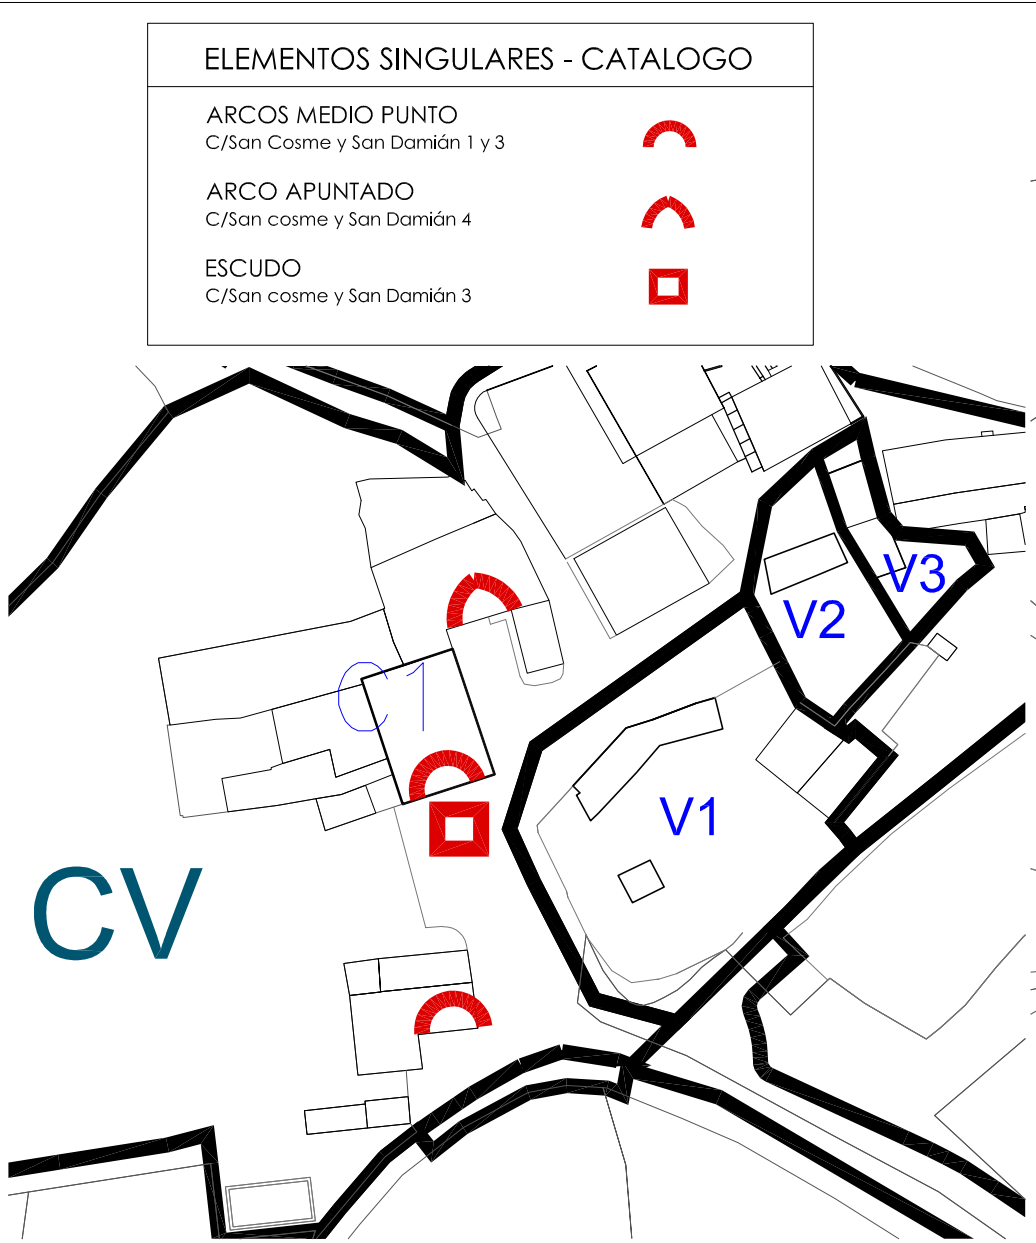 ELEMENTOS SINGULARES - CATALOGO
ARCOS MEDIO PUNTO
C/San Cosme y San Damián 1 y 3
ARCO APUNTADO
C/San cosme y San Damián 4
ESCUDO
C/San cosme y San Damián 3
V3
V2
C1
V1
CV